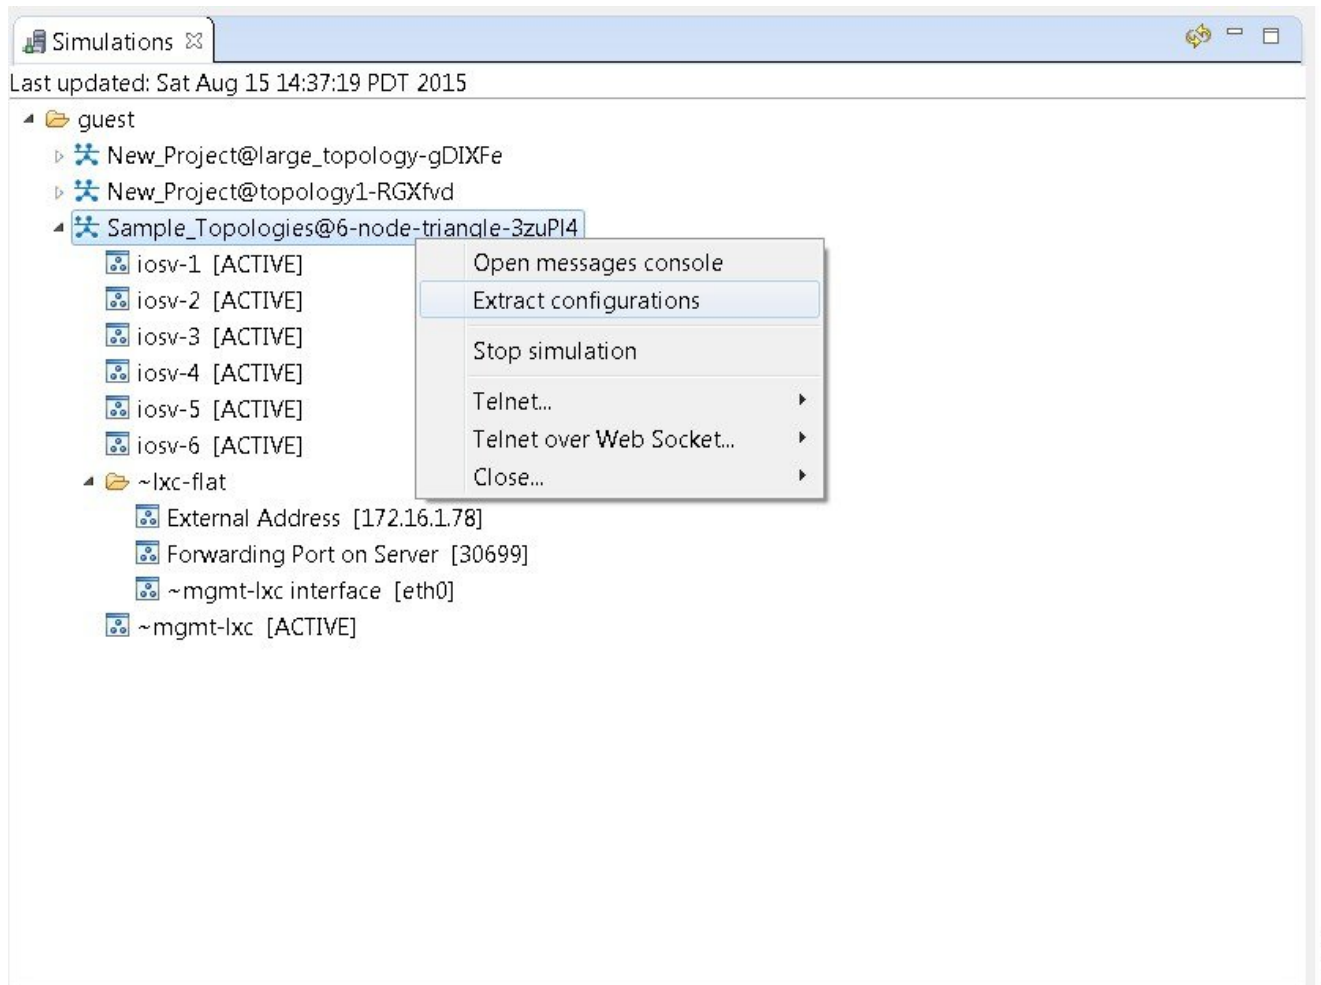 Simulations
Last updated: Sat Aug 15 14:37:19 PDT 2015
guest
New_Project@large_topology-gDIXFe
New_Project@topology1-RGXfvd
Sample_Topologies@6-node-triangle-3zuPl4
iosv-1 [ACTIVE]
iosv-2 [ACTIVE]
iosv-3 [ACTIVE]
iosv-4 [ACTIVE]
iosv-5 [ACTIVE]
iosv-6 [ACTIVE]
~lxc-flat
External Address [172.16.1.78]
Forwarding Port on Server [30699]
~mgmt-lxc interface [eth0]
~mgmt-lxc [ACTIVE]
Open messages console
Extract configurations
Stop simulation
Telnet...
Telnet over Web Socket...
Close...